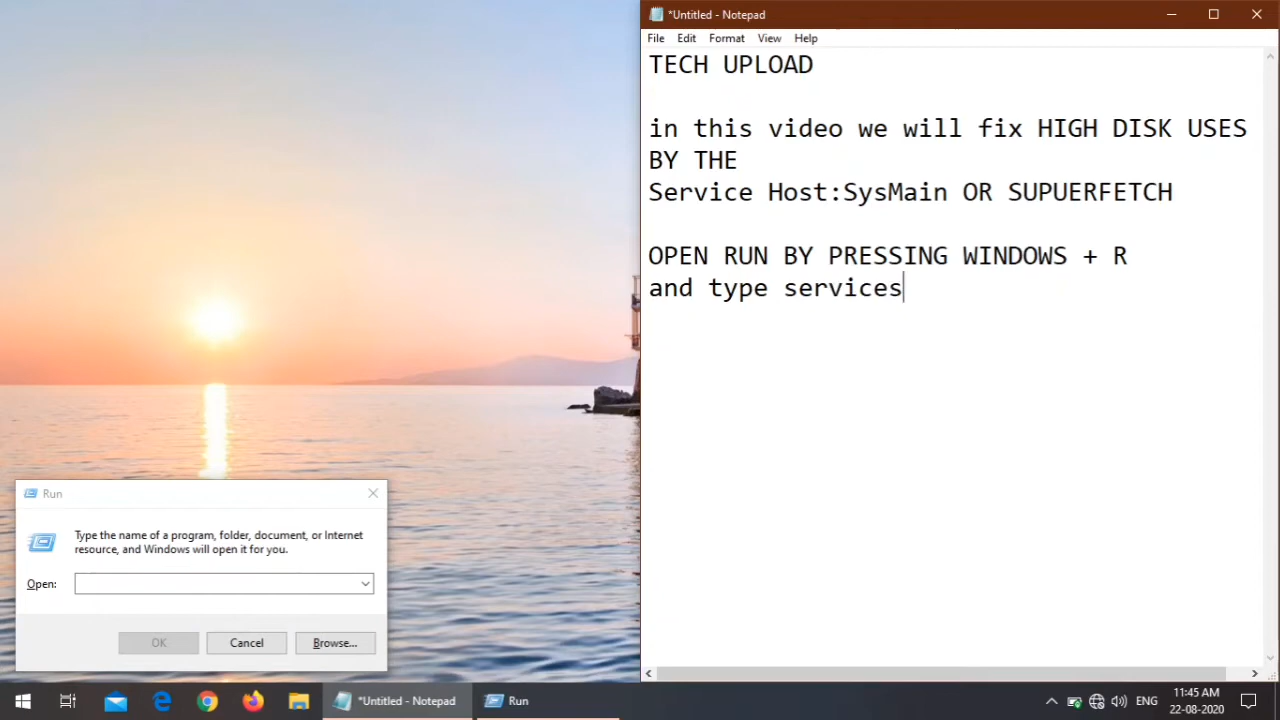 *Untitled - Notepad
File Edit Format View Help
TECH UPLOAD
in this video we will fix HIGH DISK USES
BY THE
Service Host:SysMain OR SUPUERFETCH
OPEN RUN BY PRESSING WINDOWS + R
and type services
Run
Type the name of a program, folder, document, or Internet
resource, and Windows will open it for you.
Open:
OK Cancel Browse...
*Untitled - Notepad Run ENG 11:45 AM
22-08-2020